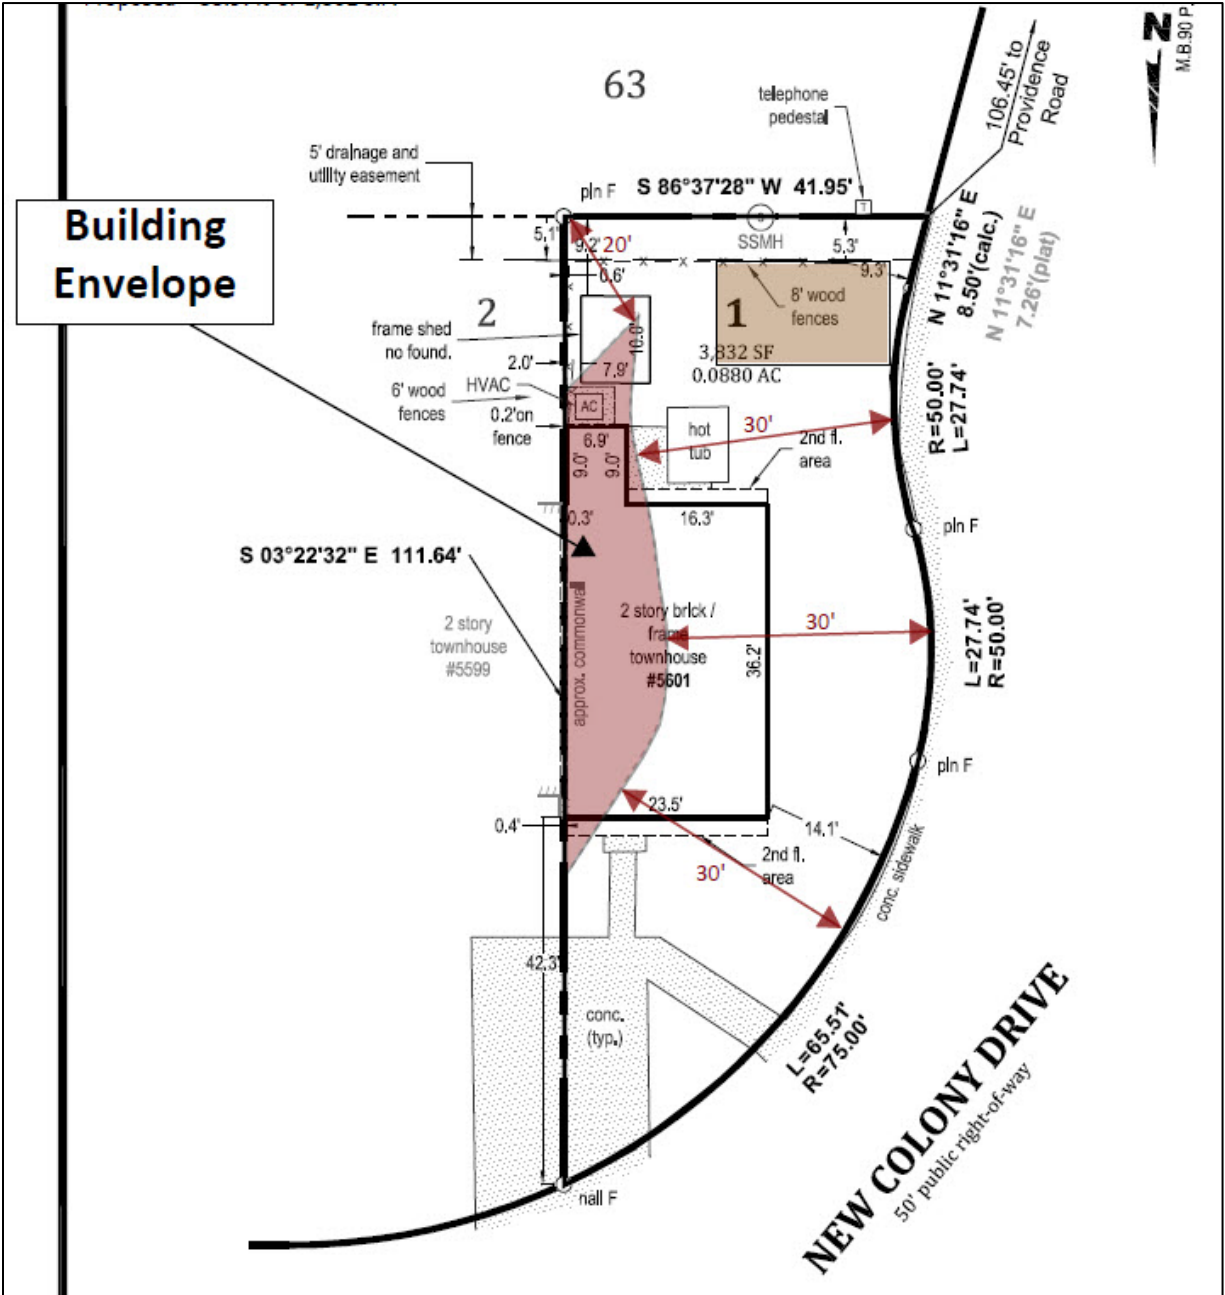 63
telephone
pedestal
N
M.B.90 P.
106.45' to
Providence
Road
5' drainage and
utility easement
pin F
S 86°37'28" W 41.95'
T
Building
Envelope
5.1'
9.2'
20'
S
SSMH
5.3'
9.3'
0.6'
N 11°31'16" E
8.50'(calc.)
N 11°31'16" E
7.26'(plat)
2
1
8' wood
fences
frame shed
no found.
10.0'
3,832 SF
0.0880 AC
2.0'
7.9'
HVAC
6' wood
fences
AC
0.2'on
fence
R=50.00'
L=27.74'
hot
tub
30'
2nd fl.
area
6.9'
9.0'
9.0'
0.3'
16.3'
pin F
S 03°22'32" E 111.64'
approx. commonwall
2 story
townhouse
#5599
2 story brick /
frame
townhouse
#5601
36.2'
30'
L=27.74'
R=50.00'
pin F
23.5'
0.4'
14.1'
2nd fl.
area
30'
conc. sidewalk
42.3'
conc.
(typ.)
L=65.51'
R=75.00'
nail F
NEW COLONY DRIVE
50' public right-of-way